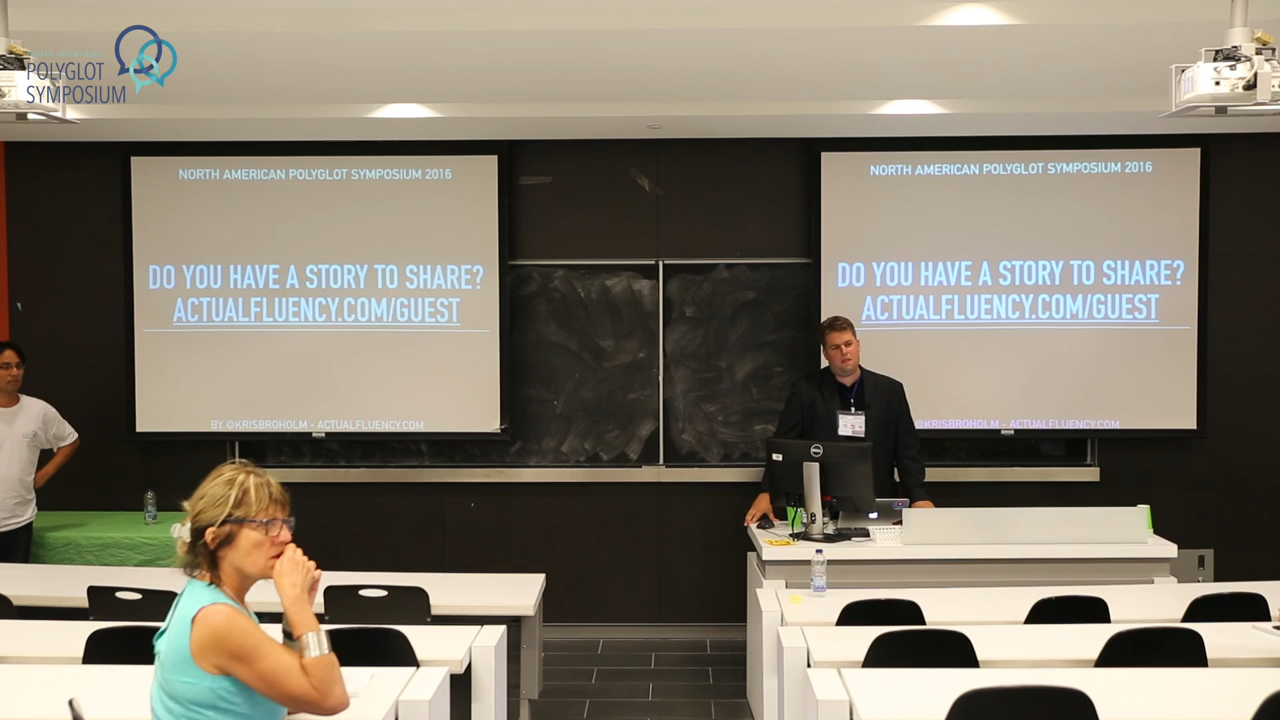 North American
POLYGLOT
SYMPOSIUM
NORTH AMERICAN POLYGLOT SYMPOSIUM 2016
DO YOU HAVE A STORY TO SHARE?
ACTUALFLUENCY.COM/GUEST
BY @KRISBROHOLM - ACTUALFLUENCY.COM
NORTH AMERICAN POLYGLOT SYMPOSIUM 2016
DO YOU HAVE A STORY TO SHARE?
ACTUALFLUENCY.COM/GUEST
@KRISBROHOLM - ACTUALFLUENCY.COM
DELL